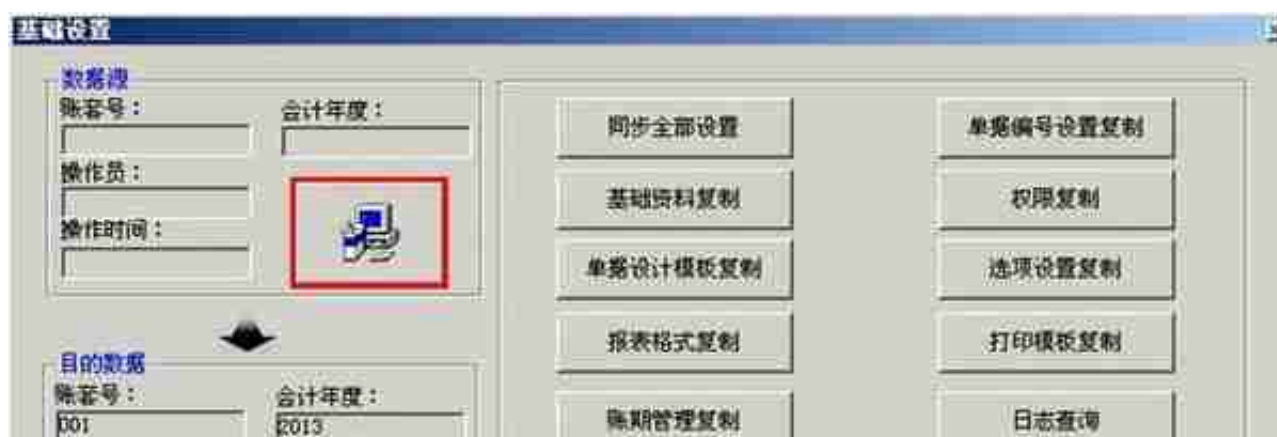 基础设置
数据源
账套号：
会计年度：
操作员：
操作时间：
目的数据
账套号：
会计年度：
001
2013
同步全部设置
单据编号设置复制
基础资料复制
权限复制
单据设计模板复制
选项设置复制
报表格式复制
打印模板复制
账期管理复制
日志查询